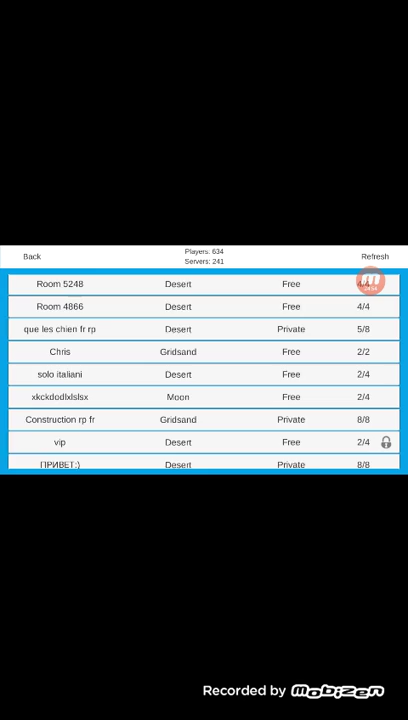 Players: 634
Back
Refresh
Servers: 241
Room 5248 Desert Free 4/4
Room 4866 Desert Free 4/4
que les chien fr rp Desert Private 5/8
Chris Gridsand Free 2/2
solo italiani Desert Free 2/4
xkckdodlxlslsx Moon Free 2/4
Construction rp fr Gridsand Private 8/8
vip Desert Free 2/4
ПРИВЕТ:) Desert Private 8/8
Recorded by mobizen